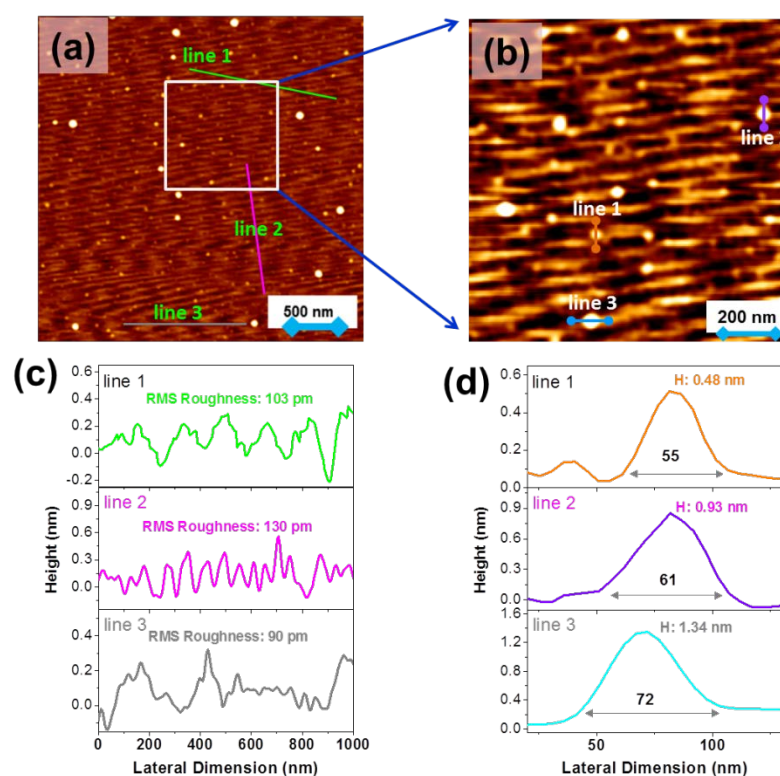 (a)
line 1
line 2
line 3
500 nm
(b)
line
line 1
line 3
200 nm
(c)
line 1
RMS Roughness: 103 pm
0.6
0.4
0.2
0.0
-0.2
line 2
RMS Roughness: 130 pm
0.9
0.6
0.3
0.0
line 3
RMS Roughness: 90 pm
0.4
0.2
0.0
Height (nm)
0 200 400 600 800 1000
Lateral Dimension (nm)
(d)
line 1
H: 0.48 nm
55
0.6
0.4
0.2
0.0
line 2
H: 0.93 nm
61
0.9
0.6
0.3
0.0
line 3
H: 1.34 nm
72
1.6
1.2
0.8
0.4
0.0
Height (nm)
50 100
Lateral Dimension (nm)